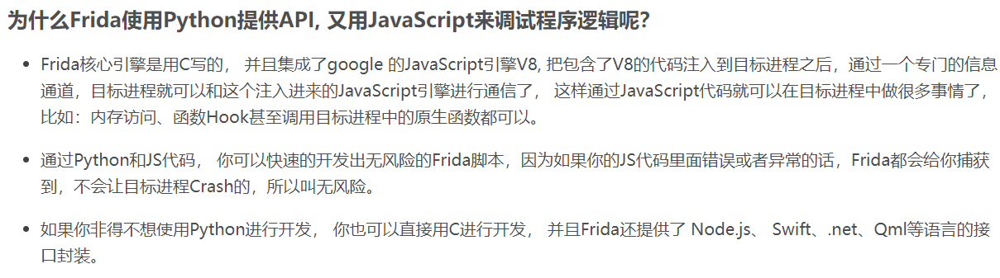 为什么Frida使用Python提供API, 又用JavaScript来调试程序逻辑呢？
• Frida核心引擎是用C写的， 并且集成了google 的JavaScript引擎V8, 把包含了V8的代码注入到目标进程之后，通过一个专门的信息
通道，目标进程就可以和这个注入进来的JavaScript引擎进行通信了， 这样通过JavaScript代码就可以在目标进程中做很多事情了，
比如：内存访问、函数Hook甚至调用目标进程中的原生函数都可以。
• 通过Python和JS代码， 你可以快速的开发出无风险的Frida脚本，因为如果你的JS代码里面错误或者异常的话，Frida都会给你捕获
到，不会让目标进程Crash的，所以叫无风险。
• 如果你非得不想使用Python进行开发， 你也可以直接用C进行开发， 并且Frida还提供了 Node.js、 Swift、.net、Qml等语言的接
口封装。